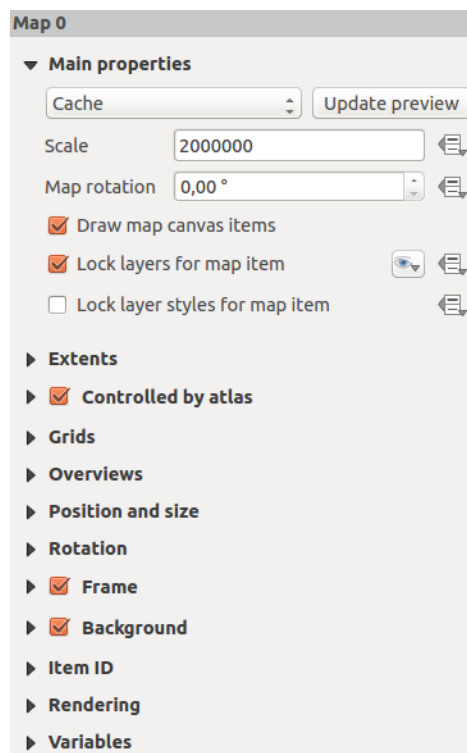 Map 0
Main properties
Cache Update preview
Scale 2000000
Map rotation 0,00 °
Draw map canvas items
Lock layers for map item
Lock layer styles for map item
Extents
Controlled by atlas
Grids
Overviews
Position and size
Rotation
Frame
Background
Item ID
Rendering
Variables